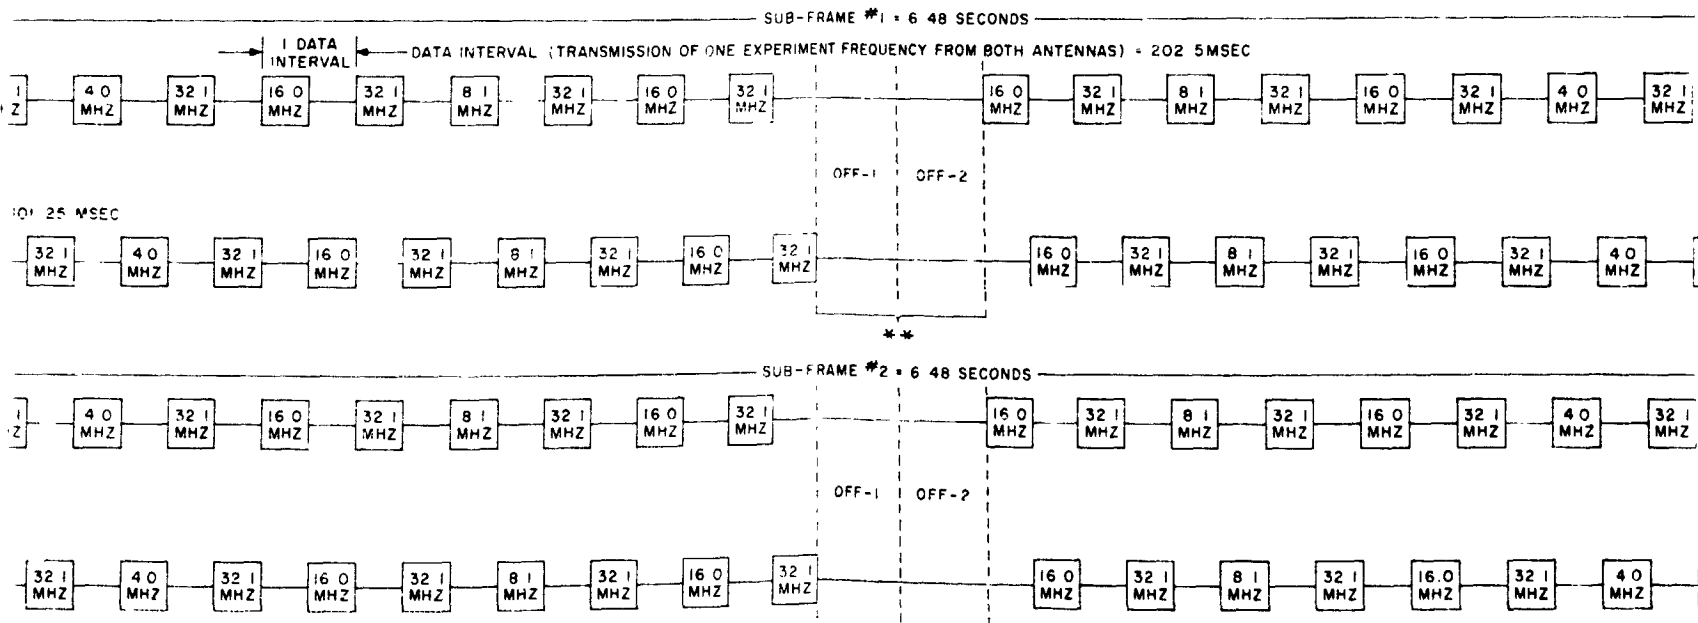 SUB-FRAME #1 = 6 48 SECONDS
1 DATA INTERVAL
DATA INTERVAL (TRANSMISSION OF ONE EXPERIMENT FREQUENCY FROM BOTH ANTENNAS) = 202 5MSEC
1 Z
4 0 MHZ
32 1 MHZ
16 0 MHZ
32 1 MHZ
8 1 MHZ
32 1 MHZ
16 0 MHZ
32 1 MHZ
16 0 MHZ
32 1 MHZ
8 1 MHZ
32 1 MHZ
16 0 MHZ
32 1 MHZ
4 0 MHZ
32 1 MHZ
OFF-1
OFF-2
101 25 MSEC
32 1 MHZ
4 0 MHZ
32 1 MHZ
16 0 MHZ
32 1 MHZ
8 1 MHZ
32 1 MHZ
16 0 MHZ
32 1 MHZ
16 0 MHZ
32 1 MHZ
8 1 MHZ
32 1 MHZ
16 0 MHZ
32 1 MHZ
4 0 MHZ
**
SUB-FRAME #2 = 6 48 SECONDS
1 Z
4 0 MHZ
32 1 MHZ
16 0 MHZ
32 1 MHZ
8 1 MHZ
32 1 MHZ
16 0 MHZ
32 1 MHZ
16 0 MHZ
32 1 MHZ
8 1 MHZ
32 1 MHZ
16 0 MHZ
32 1 MHZ
4 0 MHZ
32 1 MHZ
OFF-1
OFF-2
32 1 MHZ
4 0 MHZ
32 1 MHZ
16 0 MHZ
32 1 MHZ
8 1 MHZ
32 1 MHZ
16 0 MHZ
32 1 MHZ
16 0 MHZ
32 1 MHZ
8 1 MHZ
32 1 MHZ
16.0 MHZ
32 1 MHZ
4 0 MHZ